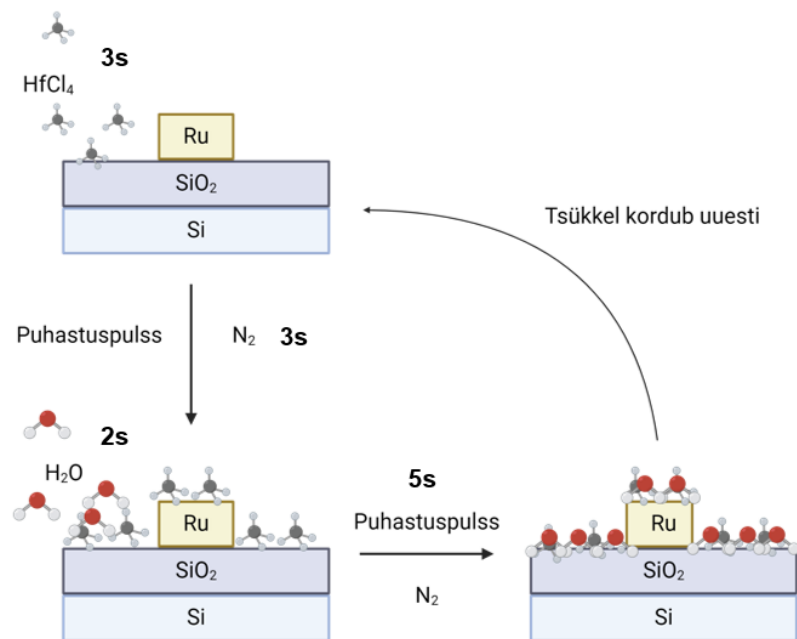 3s
HfCl₄
Ru
SiO₂
Si
Tsükkel kordub uuesti
Puhastuspulss N₂ 3s
2s
H₂O
Ru
SiO₂
Si
5s
Puhastuspulss
N₂
Ru
SiO₂
Si